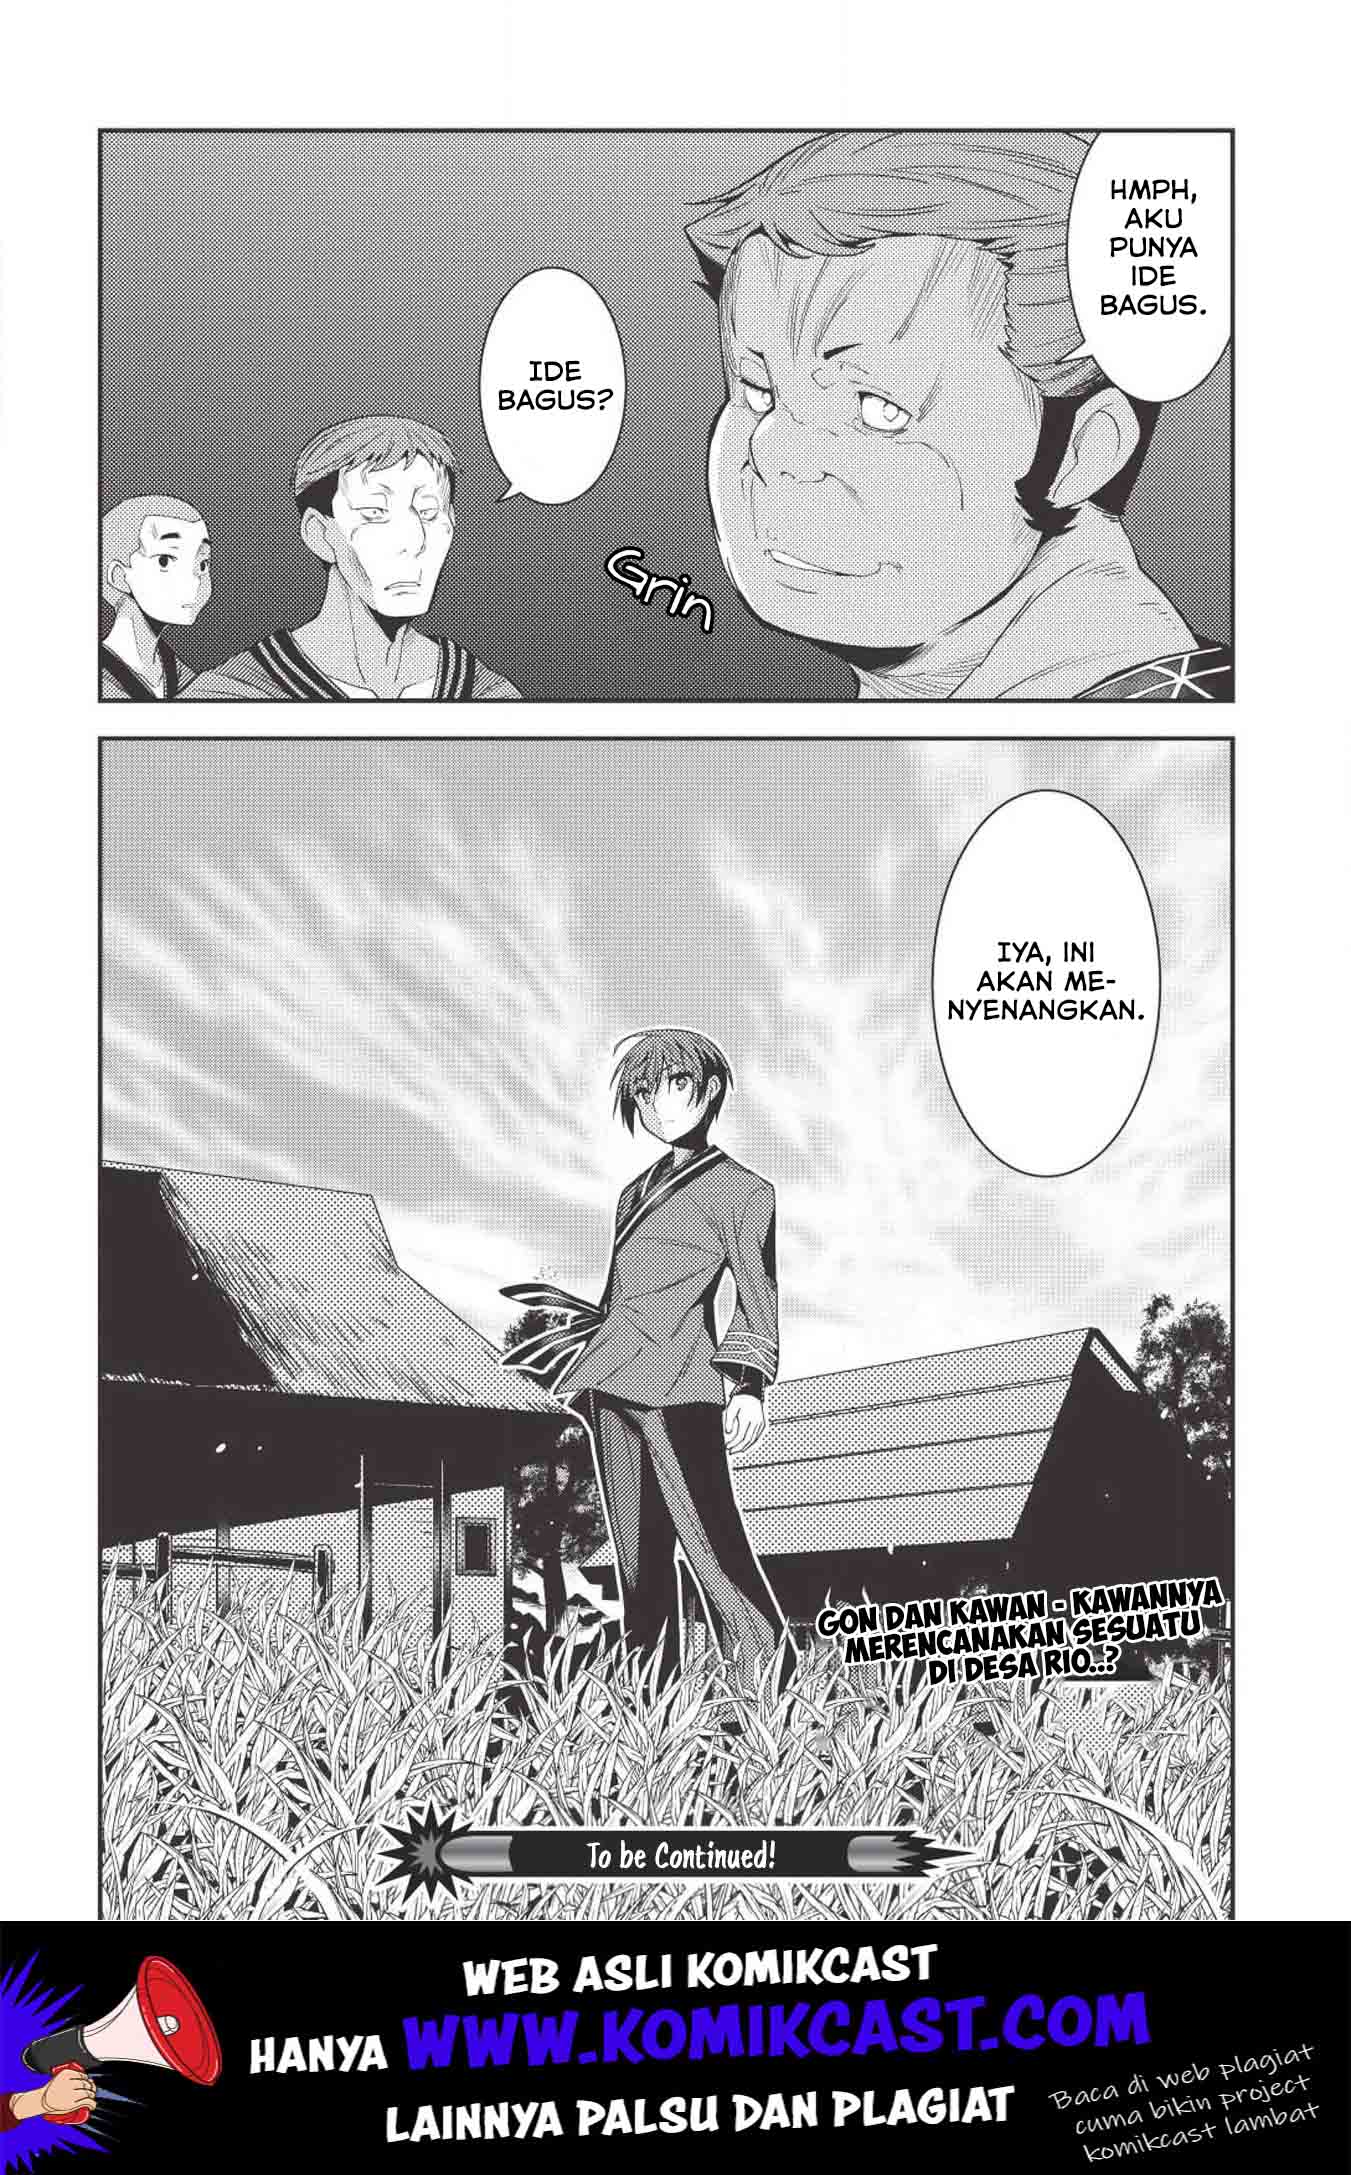 HMPH,
AKU
PUNYA
IDE
BAGUS.
IDE
BAGUS?
Grin
IYA, INI
AKAN ME-
NYENANGKAN.
GON DAN KAWAN - KAWANNYA
MERENCANAKAN SESUATU
DI DESA RIO..?
To be Continued!
WEB ASLI KOMIKCAST
HANYA WWW.KOMIKCAST.COM
LAINNYA PALSU DAN PLAGIAT
Baca di web plagiat
cuma bikin project
komikcast lambat